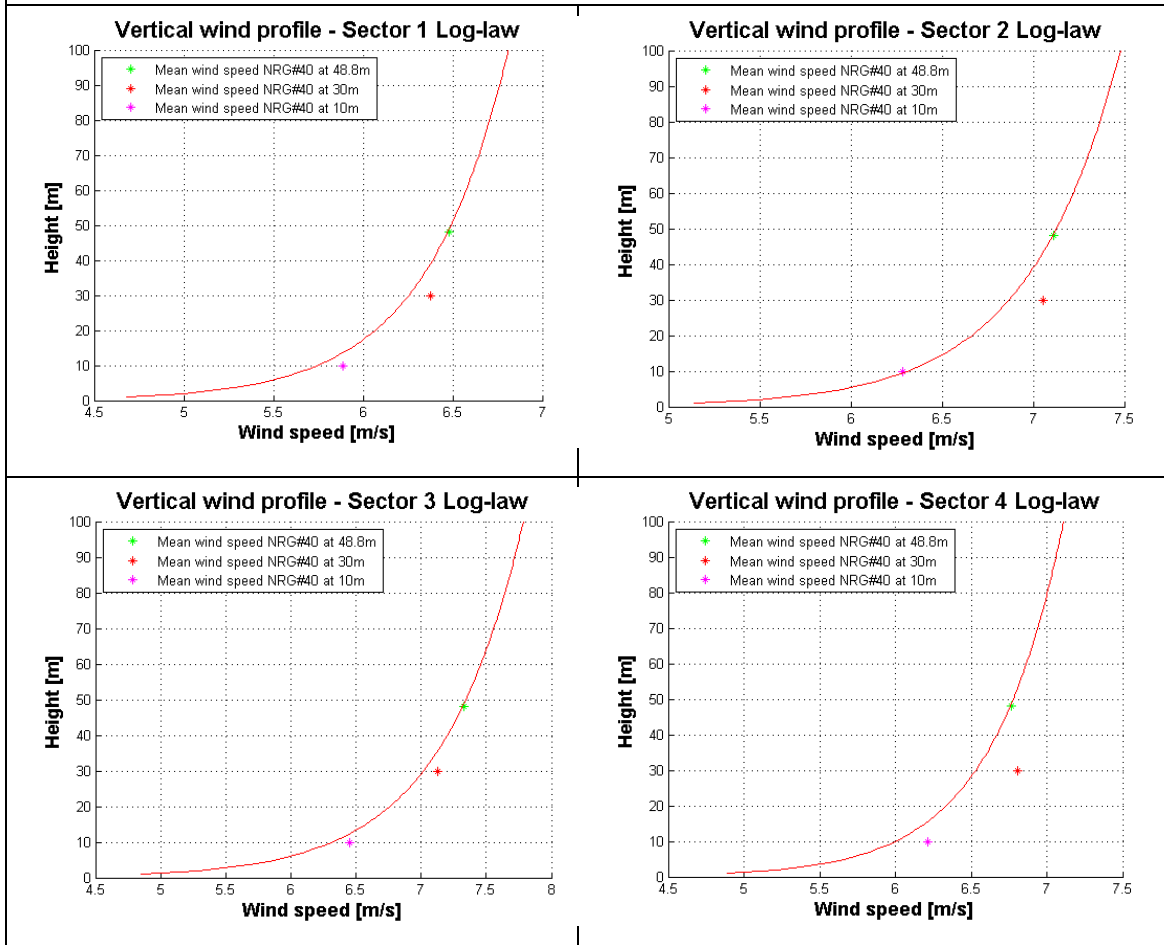 Vertical wind profile - Sector 1 Log-law
Mean wind speed NRG#40 at 48.8m
Mean wind speed NRG#40 at 30m
Mean wind speed NRG#40 at 10m
100
90
80
70
60
50
40
30
20
10
0
Height [m]
4.5 5 5.5 6 6.5 7
Wind speed [m/s]
Vertical wind profile - Sector 2 Log-law
Mean wind speed NRG#40 at 48.8m
Mean wind speed NRG#40 at 30m
Mean wind speed NRG#40 at 10m
100
90
80
70
60
50
40
30
20
10
0
Height [m]
5 5.5 6 6.5 7 7.5
Wind speed [m/s]
Vertical wind profile - Sector 3 Log-law
Mean wind speed NRG#40 at 48.8m
Mean wind speed NRG#40 at 30m
Mean wind speed NRG#40 at 10m
100
90
80
70
60
50
40
30
20
10
0
Height [m]
4.5 5 5.5 6 6.5 7 7.5 8
Wind speed [m/s]
Vertical wind profile - Sector 4 Log-law
Mean wind speed NRG#40 at 48.8m
Mean wind speed NRG#40 at 30m
Mean wind speed NRG#40 at 10m
100
90
80
70
60
50
40
30
20
10
0
Height [m]
4.5 5 5.5 6 6.5 7 7.5
Wind speed [m/s]